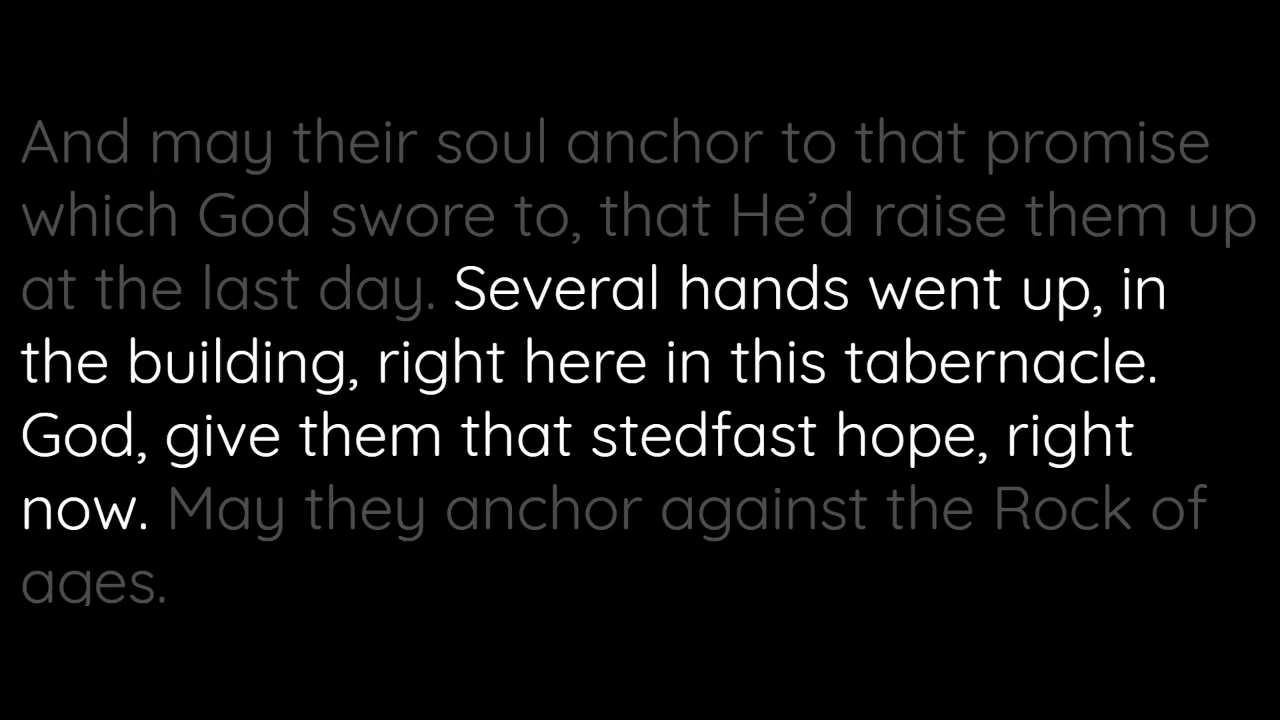 And may their soul anchor to that promise
which God swore to, that He’d raise them up
at the last day. Several hands went up, in
the building, right here in this tabernacle.
God, give them that stedfast hope, right
now. May they anchor against the Rock of
ages.